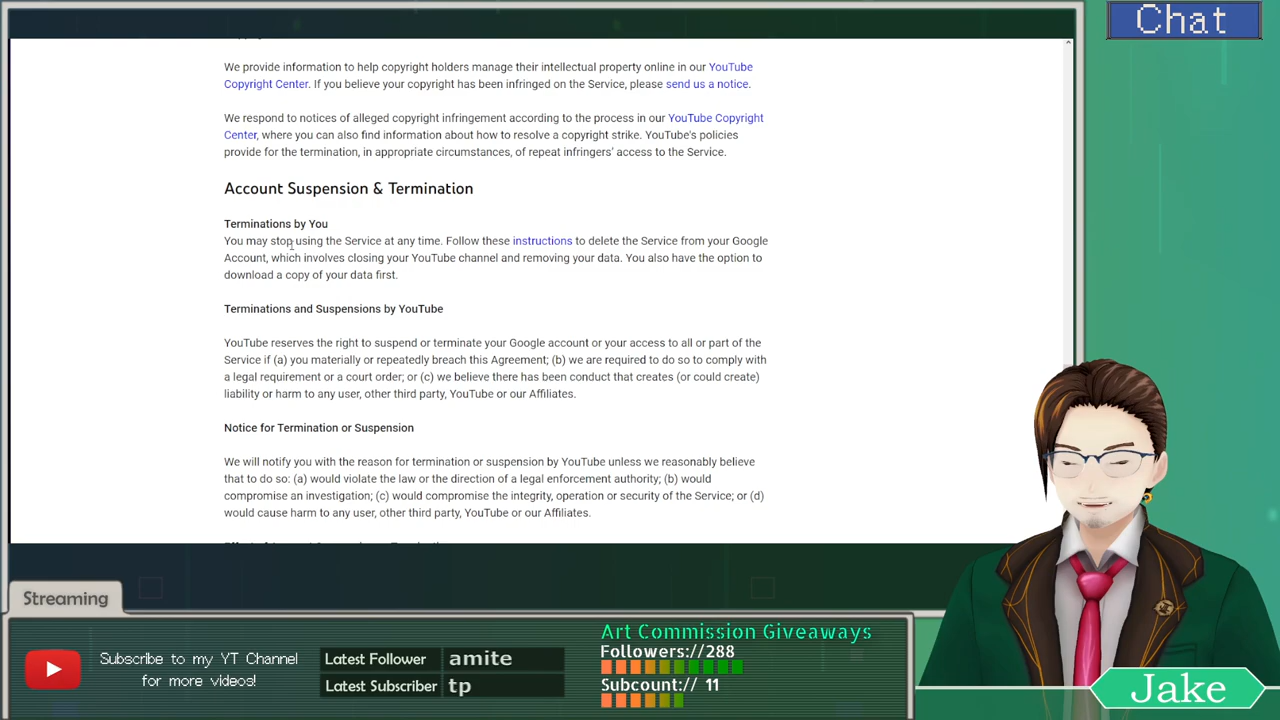 Chat
We provide information to help copyright holders manage their intellectual property online in our YouTube
Copyright Center. If you believe your copyright has been infringed on the Service, please send us a notice.
We respond to notices of alleged copyright infringement according to the process in our YouTube Copyright
Center, where you can also find information about how to resolve a copyright strike. YouTube's policies
provide for the termination, in appropriate circumstances, of repeat infringers' access to the Service.
Account Suspension & Termination
Terminations by You
You may stop using the Service at any time. Follow these instructions to delete the Service from your Google
Account, which involves closing your YouTube channel and removing your data. You also have the option to
download a copy of your data first.
Terminations and Suspensions by YouTube
YouTube reserves the right to suspend or terminate your Google account or your access to all or part of the
Service if (a) you materially or repeatedly breach this Agreement; (b) we are required to do so to comply with
a legal requirement or a court order; or (c) we believe there has been conduct that creates (or could create)
liability or harm to any user, other third party, YouTube or our Affiliates.
Notice for Termination or Suspension
We will notify you with the reason for termination or suspension by YouTube unless we reasonably believe
that to do so: (a) would violate the law or the direction of a legal enforcement authority; (b) would
compromise an investigation; (c) would compromise the integrity, operation or security of the Service; or (d)
would cause harm to any user, other third party, YouTube or our Affiliates.
Streaming
Subscribe to my YT Channel
for more videos!
Latest Follower amite
Latest Subscriber tp
Art Commission Giveaways
Followers://288
Subcount:// 11
Jake